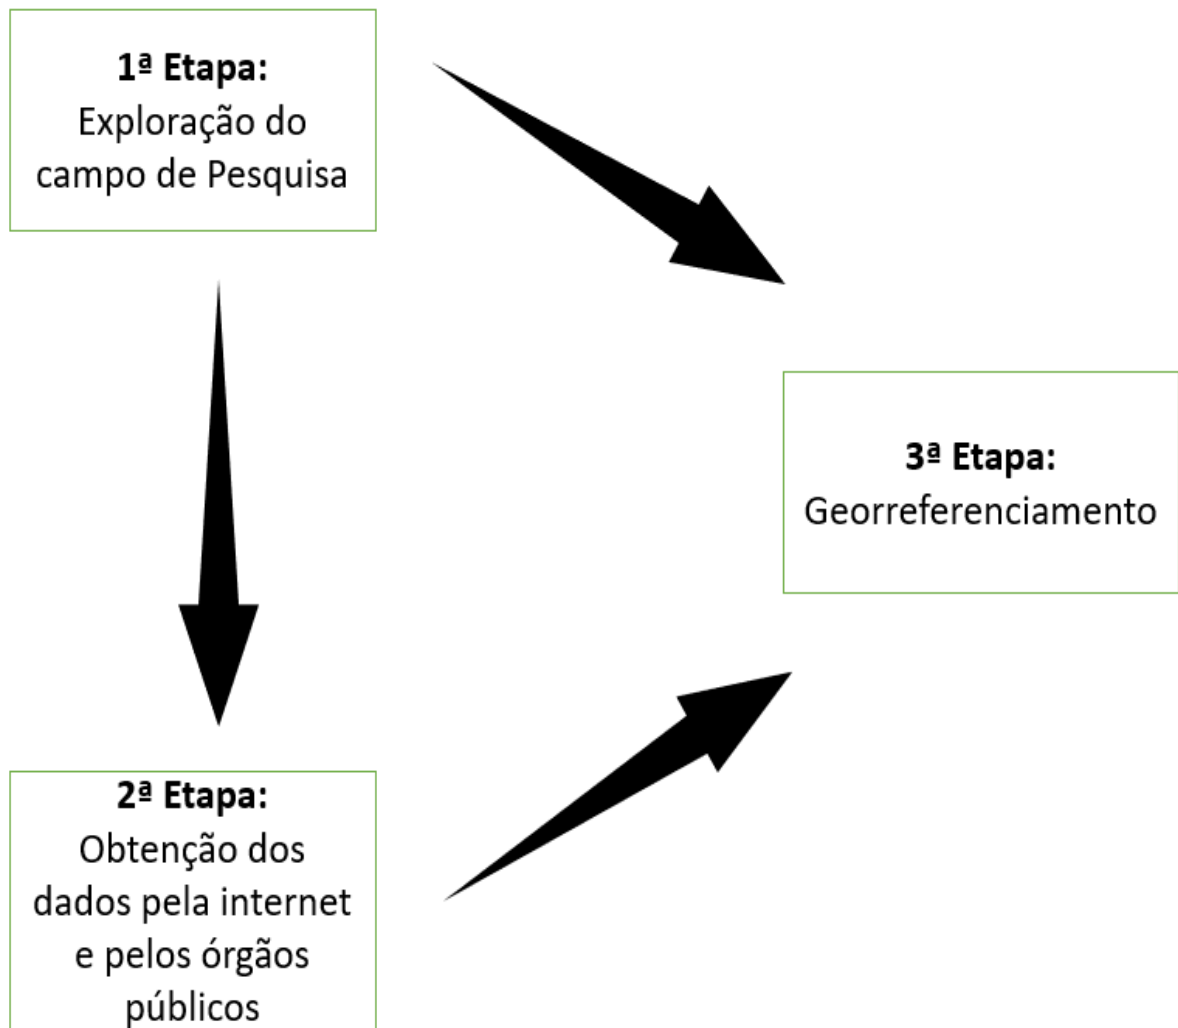 1ª Etapa:
Exploração do
campo de Pesquisa
2ª Etapa:
Obtenção dos
dados pela internet
e pelos órgãos
públicos
3ª Etapa:
Georreferenciamento